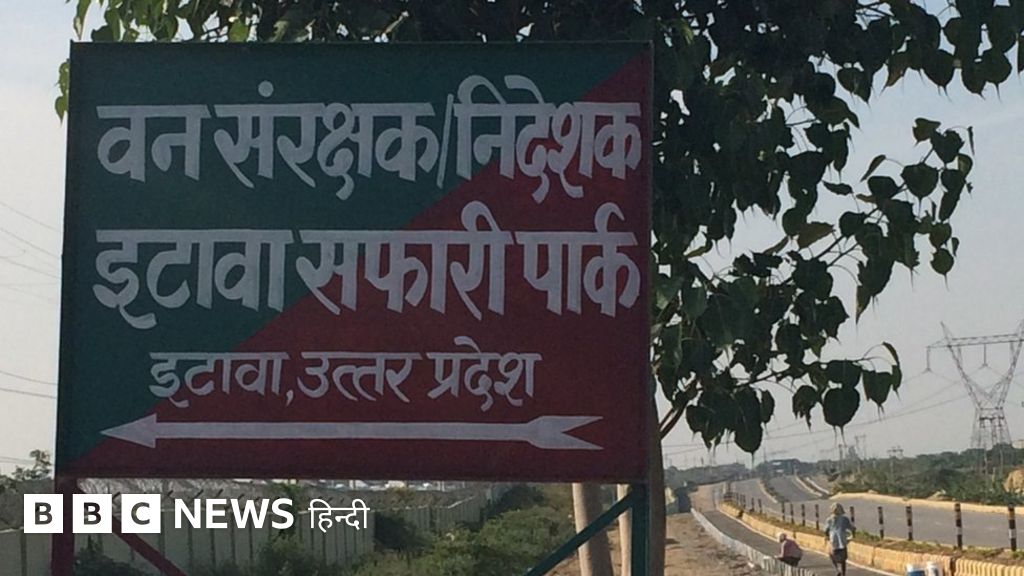 वन संरक्षक/निदेशक
इटावा सफारी पार्क
इटावा, उत्तर प्रदेश
BBC NEWS हिन्दी